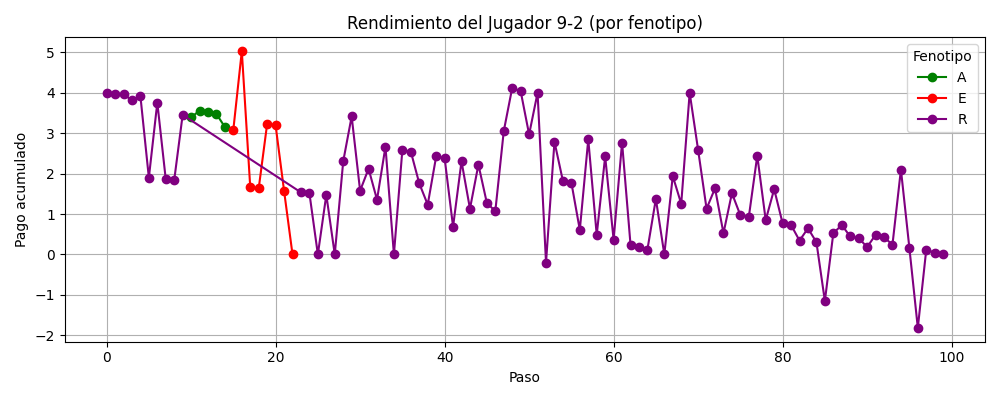 Rendimiento del Jugador 9-2 (por fenotipo)
Pago acumulado
5
4
3
2
1
0
−1
−2
Fenotipo
A
E
R
0 20 40 60 80 100
Paso